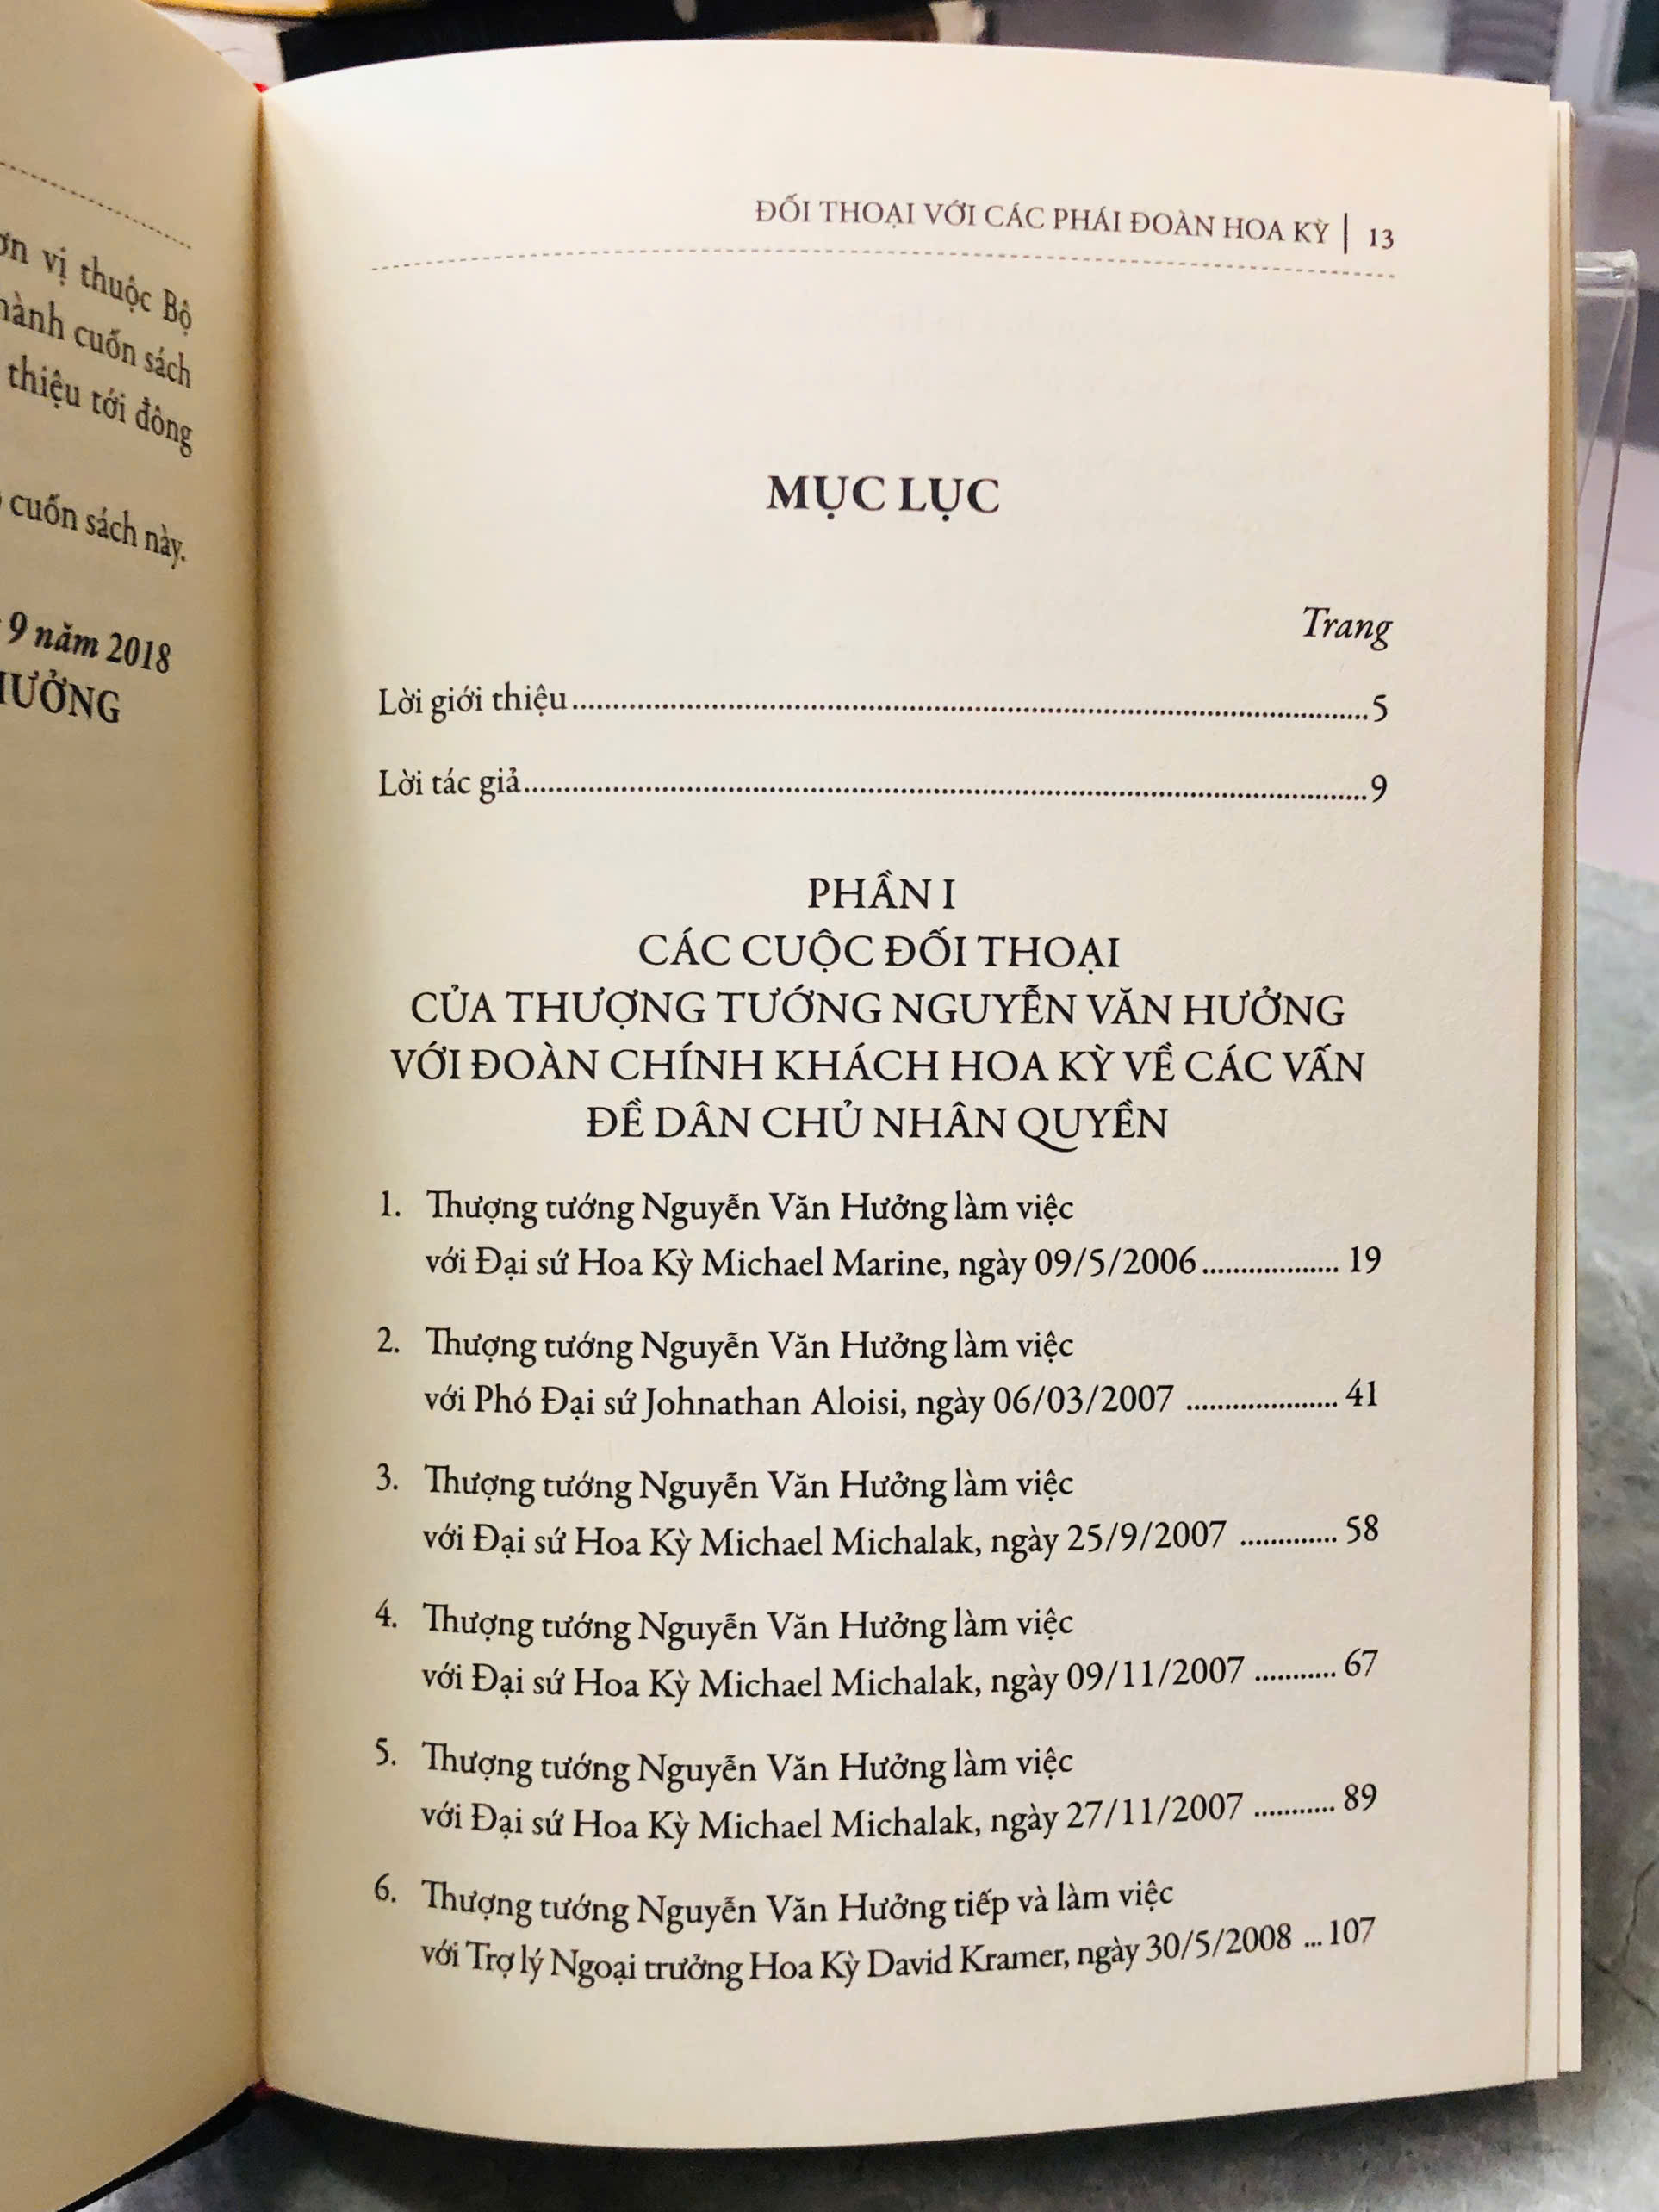 vị thuộc Bộ
cuốn sách
thiệu tới đông
cuốn sách này.
9 năm 2018
ĐỐI THOẠI VỚI CÁC PHÁI ĐOÀN HOA KỲ | 13
MỤC LỤC
Trang
Lời giới thiệu.......................................................................................5
Lời tác giả............................................................................................9
PHẦN I
CÁC CUỘC ĐỐI THOẠI
CỦA THƯỢNG TƯỚNG NGUYỄN VĂN HƯỞNG
VỚI ĐOÀN CHÍNH KHÁCH HOA KỲ VỀ CÁC VẤN
ĐỀ DÂN CHỦ NHÂN QUYỀN
1. Thượng tướng Nguyễn Văn Hưởng làm việc
với Đại sứ Hoa Kỳ Michael Marine, ngày 09/5/2006.................. 19
2. Thượng tướng Nguyễn Văn Hưởng làm việc
với Phó Đại sứ Johnathan Aloisi, ngày 06/03/2007 .................... 41
3. Thượng tướng Nguyễn Văn Hưởng làm việc
với Đại sứ Hoa Kỳ Michael Michalak, ngày 25/9/2007 ............. 58
4. Thượng tướng Nguyễn Văn Hưởng làm việc
với Đại sứ Hoa Kỳ Michael Michalak, ngày 09/11/2007 ........... 67
5. Thượng tướng Nguyễn Văn Hưởng làm việc
với Đại sứ Hoa Kỳ Michael Michalak, ngày 27/11/2007 ........... 89
6. Thượng tướng Nguyễn Văn Hưởng tiếp và làm việc
với Trợ lý Ngoại trưởng Hoa Kỳ David Kramer, ngày 30/5/2008 ... 107